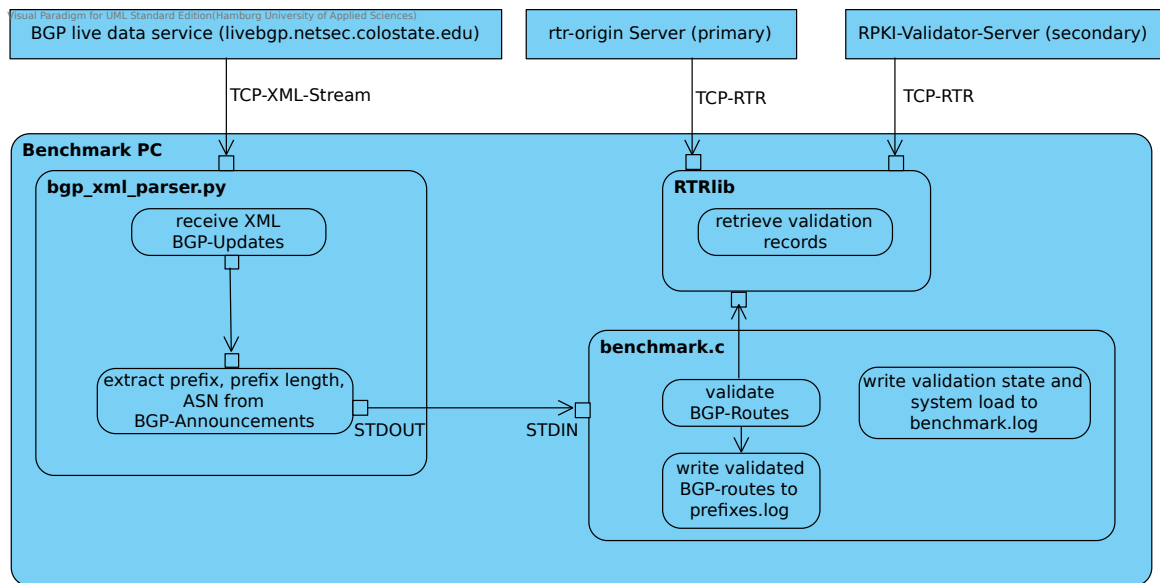 Visual Paradigm for UML Standard Edition(Hamburg University of Applied Sciences)
BGP live data service (livebgp.netsec.colostate.edu)
rtr-origin Server (primary)
RPKI-Validator-Server (secondary)
TCP-XML-Stream
TCP-RTR
TCP-RTR
Benchmark PC
bgp_xml_parser.py
receive XML
BGP-Updates
extract prefix, prefix length,
ASN from
BGP-Announcements
STDOUT
STDIN
RTRlib
retrieve validation
records
benchmark.c
validate
BGP-Routes
write validated
BGP-routes to
prefixes.log
write validation state and
system load to
benchmark.log